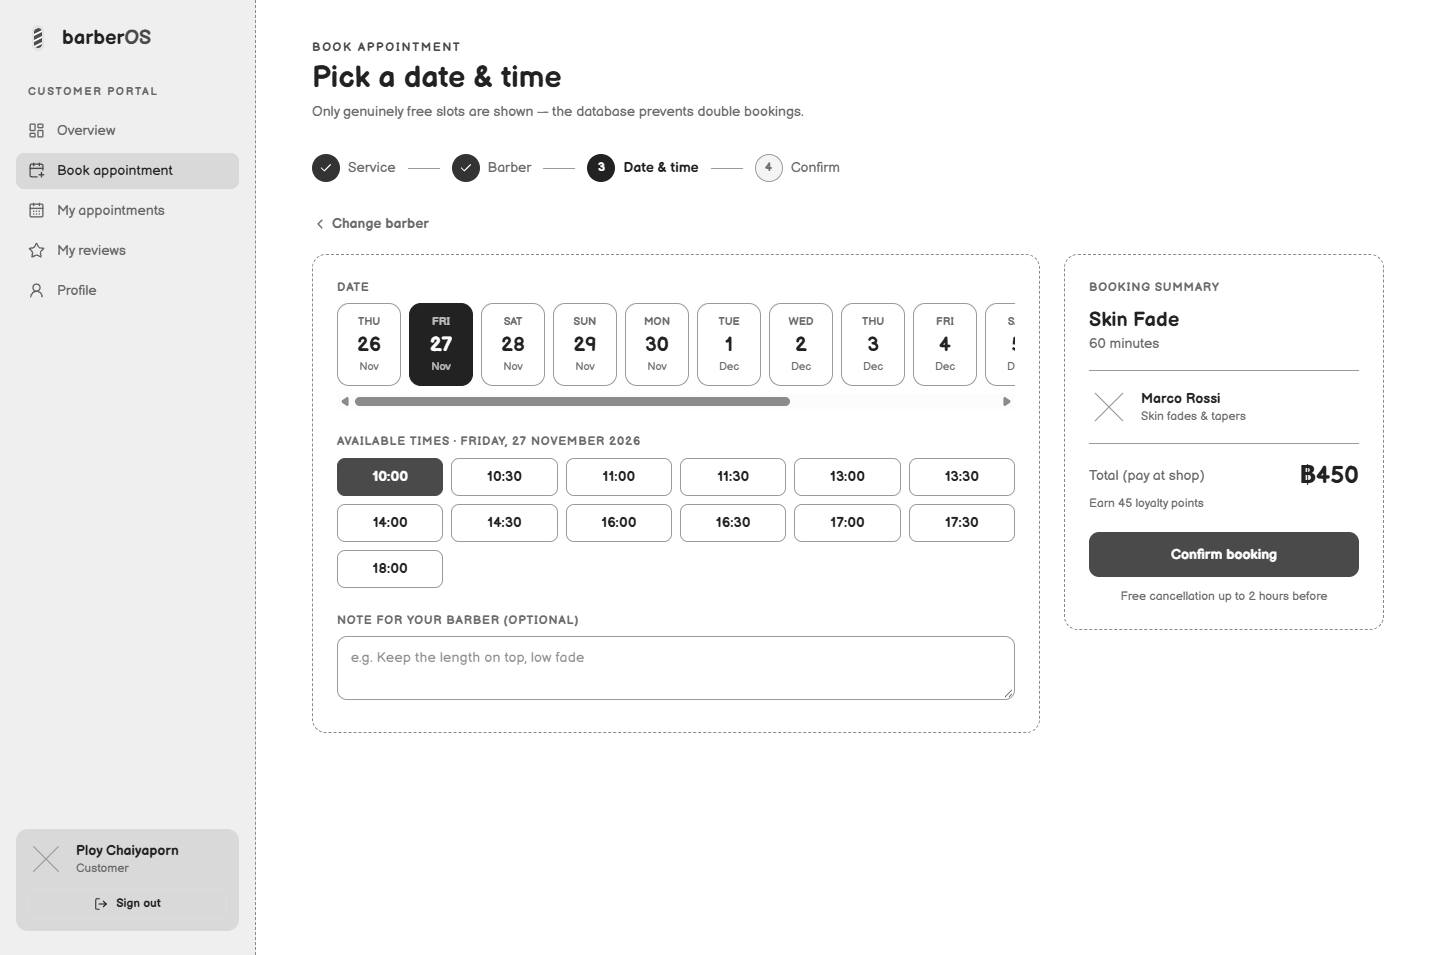 barberOS
CUSTOMER PORTAL
Overview
Book appointment
My appointments
My reviews
Profile
Ploy Chaiyaporn
Customer
Sign out
BOOK APPOINTMENT
Pick a date & time
Only genuinely free slots are shown — the database prevents double bookings.
Service
Barber
3 Date & time
4 Confirm
Change barber
DATE
THU 26 Nov
FRI 27 Nov
SAT 28 Nov
SUN 29 Nov
MON 30 Nov
TUE 1 Dec
WED 2 Dec
THU 3 Dec
FRI 4 Dec
AVAILABLE TIMES · FRIDAY, 27 NOVEMBER 2026
10:00 10:30 11:00 11:30 13:00 13:30
14:00 14:30 16:00 16:30 17:00 17:30
18:00
NOTE FOR YOUR BARBER (OPTIONAL)
e.g. Keep the length on top, low fade
BOOKING SUMMARY
Skin Fade
60 minutes
Marco Rossi
Skin fades & tapers
Total (pay at shop) ฿450
Earn 45 loyalty points
Confirm booking
Free cancellation up to 2 hours before